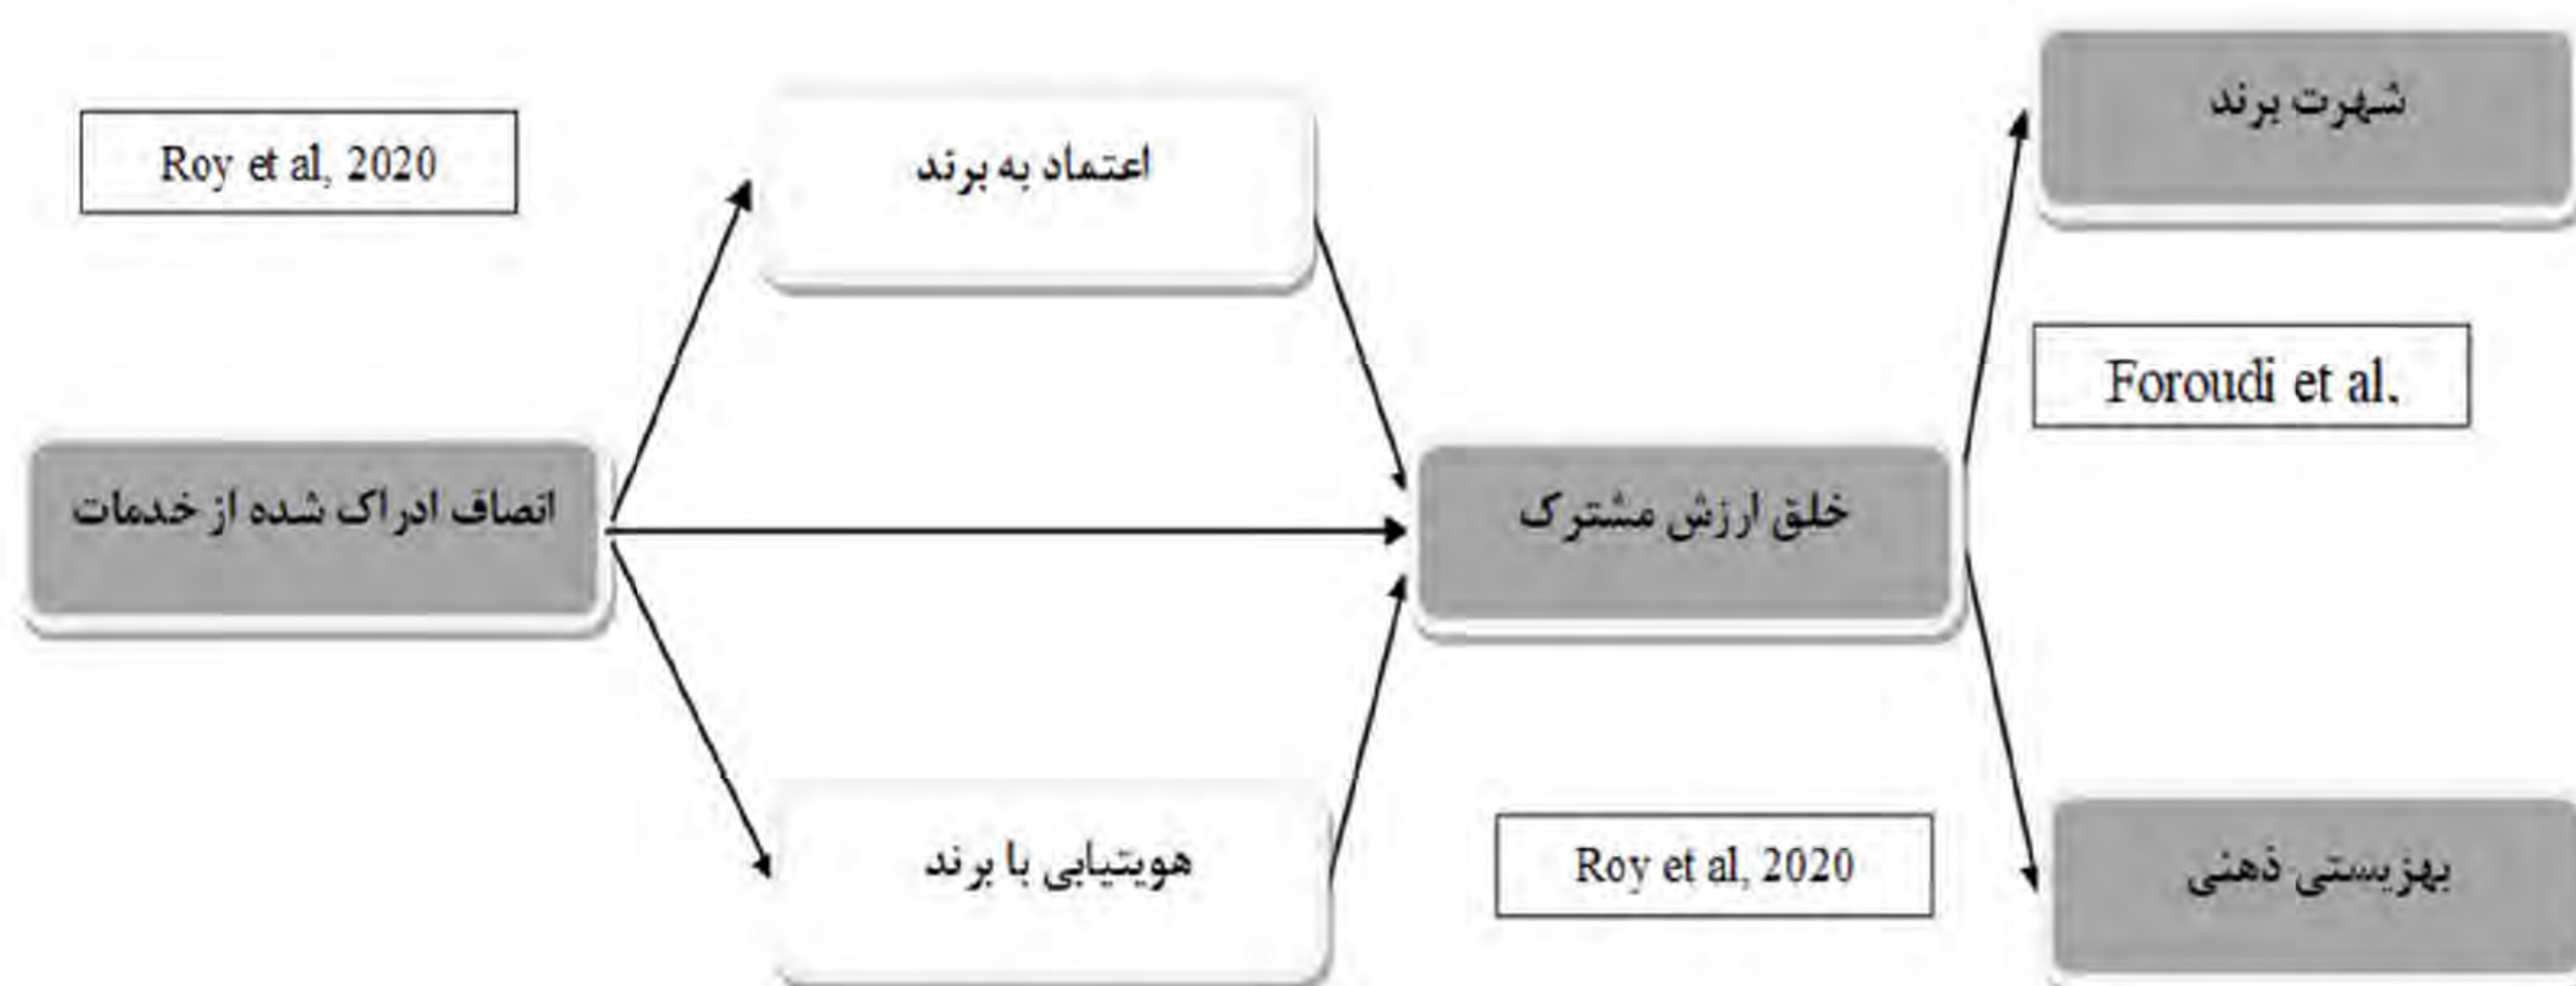 شهرت برند
Roy et al, 2020
اعتماد به برند
Foroudi et al.
انصاف ادراک شده از خدمات
خلق ارزش مشترک
هویتیابی با برند
Roy et al, 2020
بهزیستی ذهنی